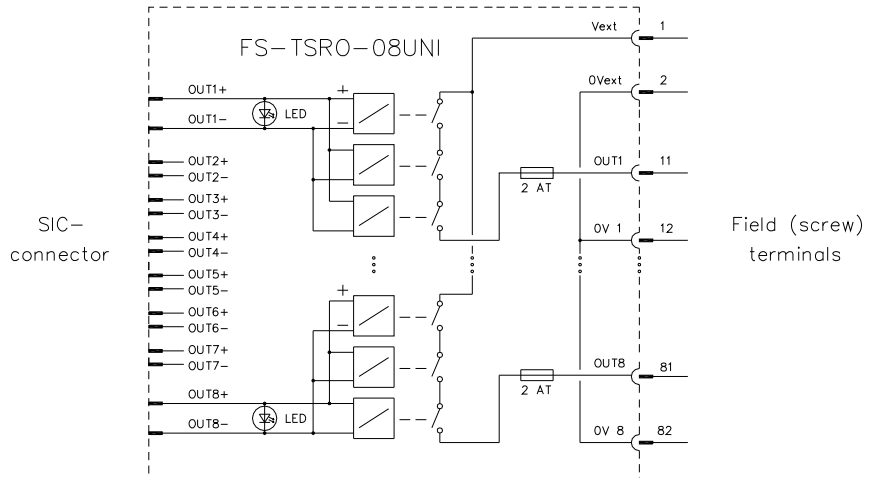 Vext 1
FS-TSRO-08UNI
0Vext 2
OUT1+ +
LED
OUT1- -
OUT1 11
2 AT
OUT2+
OUT2-
OUT3+
OUT3-
SIC-
connector
0V 1 12
Field (screw)
terminals
OUT4+
OUT4-
OUT5+
OUT5-
+
OUT6+
OUT6-
-
OUT7+
OUT7-
OUT8 81
2 AT
OUT8+
LED
OUT8-
0V 8 82